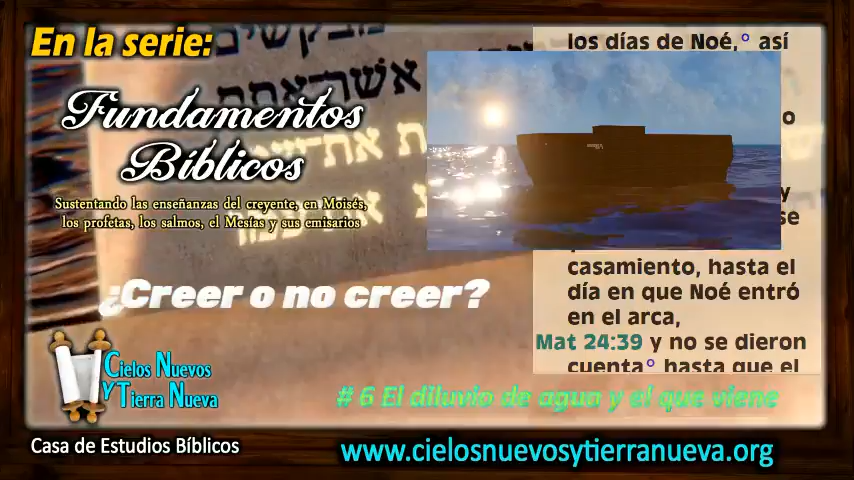 En la serie:
Fundamentos
Bíblicos
Sustentando las enseñanzas del creyente, en Moisés,
los profetas, los salmos, el Mesías y sus emisarios
¿Creer o no creer?
los días de Noé,° así
o
y
se
casamiento, hasta el
día en que Noé entró
en el arca,
Mat 24:39 y no se dieron
cuenta° hasta que el
# 6 El diluvio de agua y el que viene
Cielos Nuevos
Y Tierra Nueva
Casa de Estudios Bíblicos
www.cielosnuevosytierranueva.org